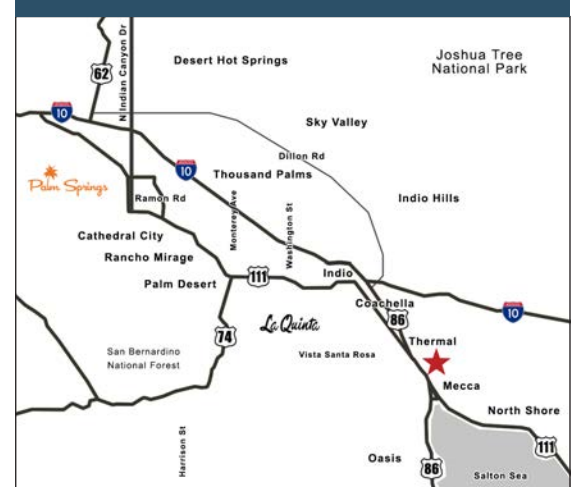 Desert Hot Springs
Joshua Tree
National Park
62
N Indian Canyon Dr
10
Sky Valley
10
Dillon Rd
Thousand Palms
Palm Springs
Ramon Rd
Indio Hills
Monterey Ave
Washington St
Cathedral City
Rancho Mirage
Indio
111
Palm Desert
Coachella
10
86
La Quinta
74
Thermal
San Bernardino
National Forest
Vista Santa Rosa
Mecca
North Shore
Harrison St
111
Oasis
86
Salton Sea